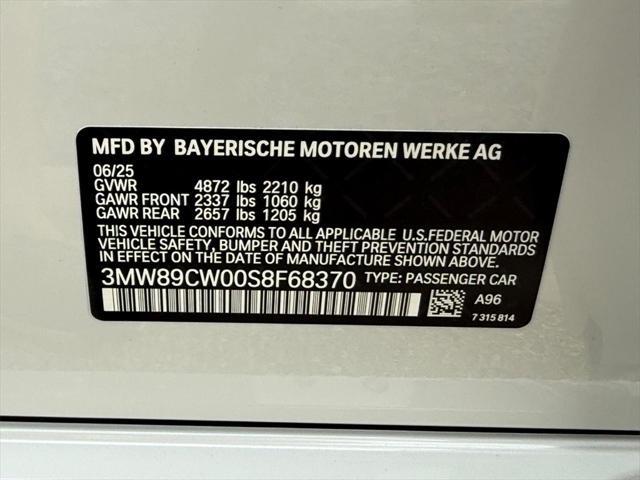 MFD BY BAYERISCHE MOTOREN WERKE AG
06/25
GVWR 4872 lbs 2210 kg
GAWR FRONT 2337 lbs 1060 kg
GAWR REAR 2657 lbs 1205 kg
THIS VEHICLE CONFORMS TO ALL APPLICABLE U.S.FEDERAL MOTOR
VEHICLE SAFETY, BUMPER AND THEFT PREVENTION STANDARDS
IN EFFECT ON THE DATE OF MANUFACTURE SHOWN ABOVE.
3MW89CW00S8F68370 TYPE: PASSENGER CAR
A96
7 315 814